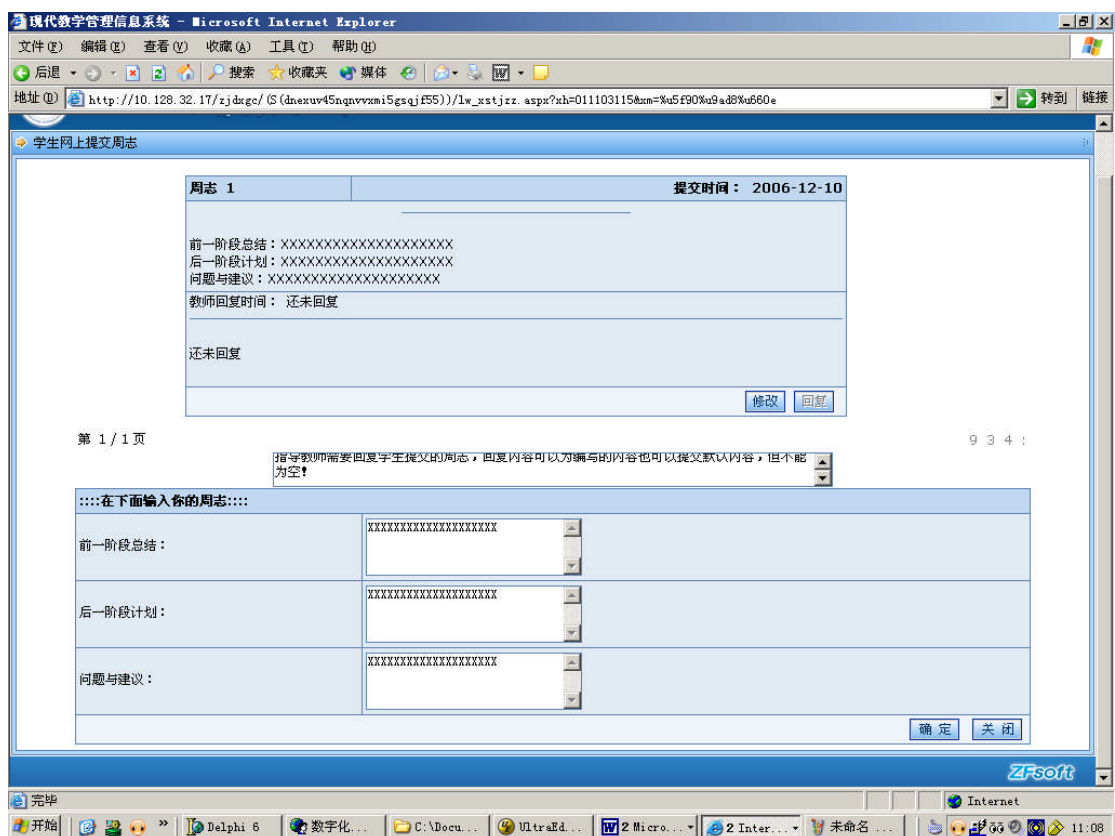 现代教学管理信息系统 - Microsoft Internet Explorer
文件(F) 编辑(E) 查看(V) 收藏(A) 工具(T) 帮助(H)
后退 搜索 收藏夹 媒体
地址(D) http://10.128.32.17/zjdxgc/(S(dnexuv45nqnvvxmi5gsqjf55))/lw_xstjzz.aspx?xh=011103115&xm=%u5f90%u9ad8%u660e 转到 链接
学生网上提交周志
周志 1 提交时间： 2006-12-10
前一阶段总结：XXXXXXXXXXXXXXXXXXXX
后一阶段计划：XXXXXXXXXXXXXXXXXXXX
问题与建议：XXXXXXXXXXXXXXXXXXXX
教师回复时间： 还未回复
还未回复
修改 回复
第 1/1页 9 3 4 :
指导教师需要回复学生提交的周志，回复内容可以为编写的内容也可以提交默认内容，但不能
为空!
::::在下面输入你的周志::::
前一阶段总结： XXXXXXXXXXXXXXXXXXXX
后一阶段计划： XXXXXXXXXXXXXXXXXXXX
问题与建议： XXXXXXXXXXXXXXXXXXXX
确 定 关 闭
ZFsoft
完毕 Internet
开始 » Delphi 6 数字化... C:\Docu... UltraEd... 2 Micro... 2 Inter... 未命名 ... 11:08